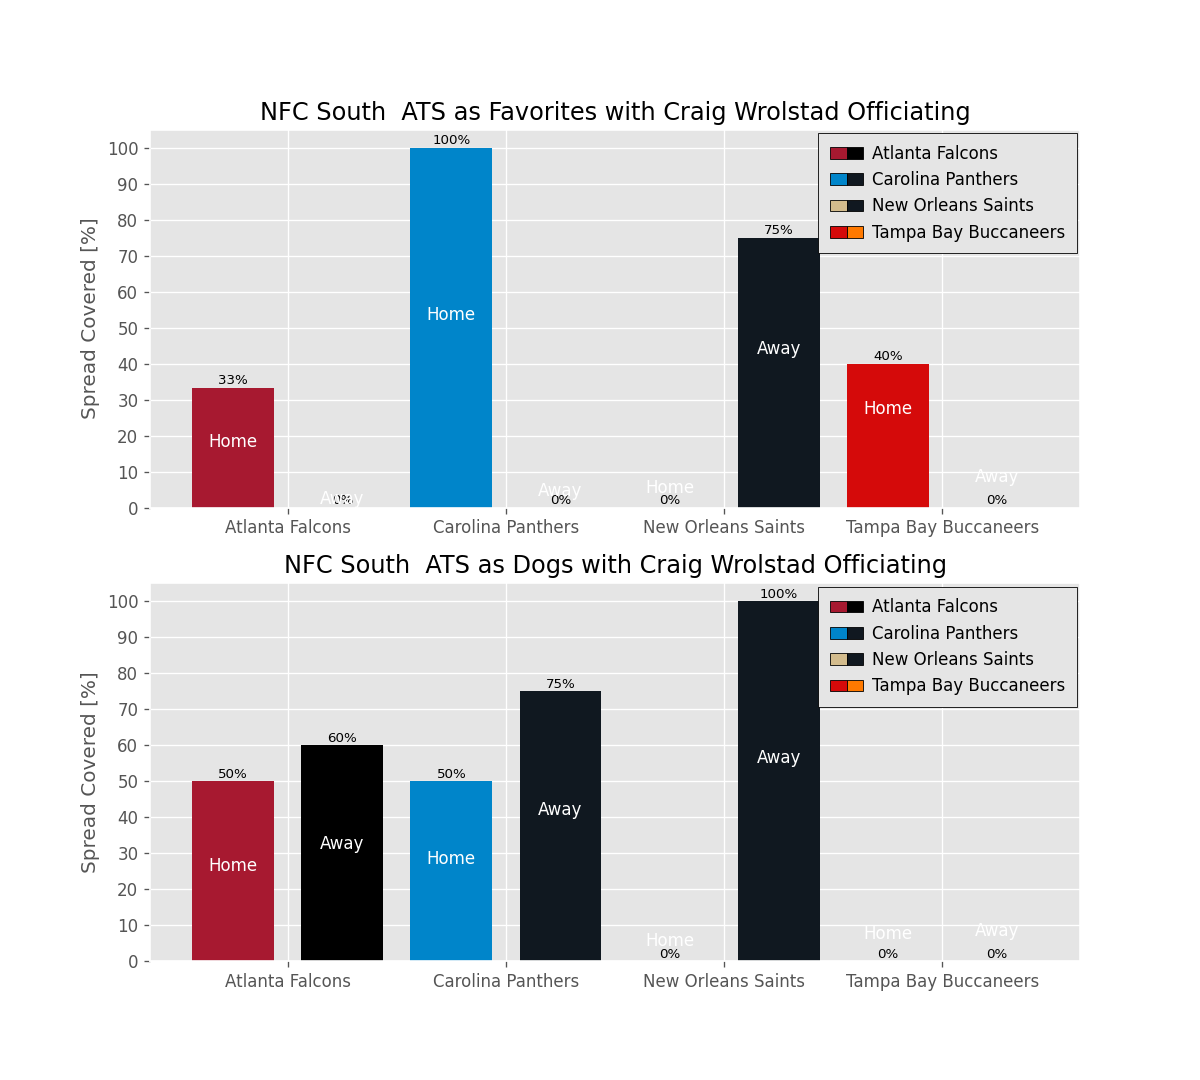 NFC South  ATS as Favorites with Craig Wrolstad Officiating
Spread Covered [%]
100
90
80
70
60
50
40
30
20
10
0
33%
Home
0%
Away
100%
Home
0%
Away
0%
Home
75%
Away
40%
Home
0%
Away
Atlanta Falcons
Carolina Panthers
New Orleans Saints
Tampa Bay Buccaneers
Atlanta Falcons
Carolina Panthers
New Orleans Saints
Tampa Bay Buccaneers
NFC South  ATS as Dogs with Craig Wrolstad Officiating
Spread Covered [%]
100
90
80
70
60
50
40
30
20
10
0
50%
Home
60%
Away
50%
Home
75%
Away
0%
Home
100%
Away
0%
Home
0%
Away
Atlanta Falcons
Carolina Panthers
New Orleans Saints
Tampa Bay Buccaneers
Atlanta Falcons
Carolina Panthers
New Orleans Saints
Tampa Bay Buccaneers